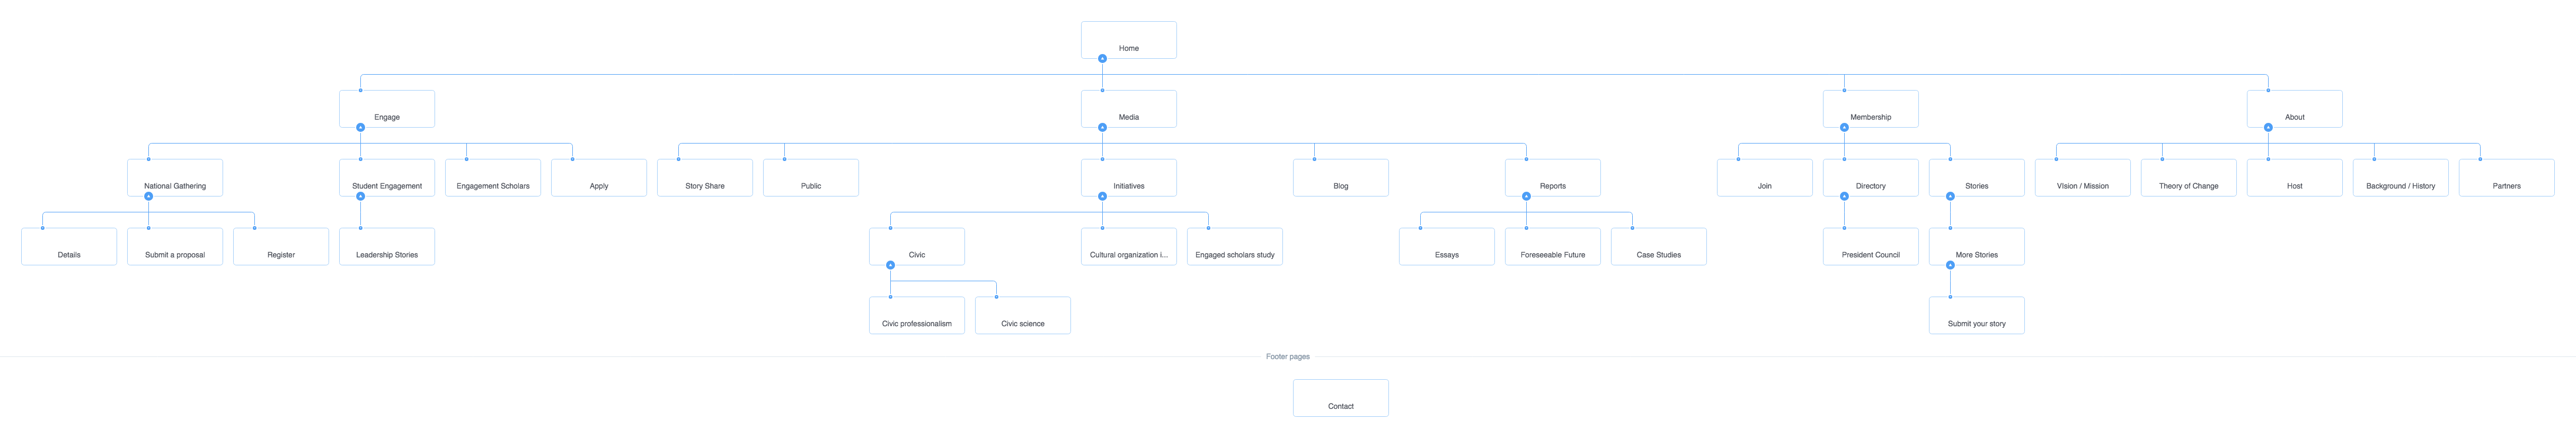 Home
Engage
Media
Membership
About
National Gathering
Student Engagement
Engagement Scholars
Apply
Story Share
Public
Initiatives
Blog
Reports
Join
Directory
Stories
VIsion / Mission
Theory of Change
Host
Background / History
Partners
Details
Submit a proposal
Register
Leadership Stories
Civic
Cultural organization i...
Engaged scholars study
Essays
Foreseeable Future
Case Studies
President Council
More Stories
Civic professionalism
Civic science
Submit your story
Footer pages
Contact